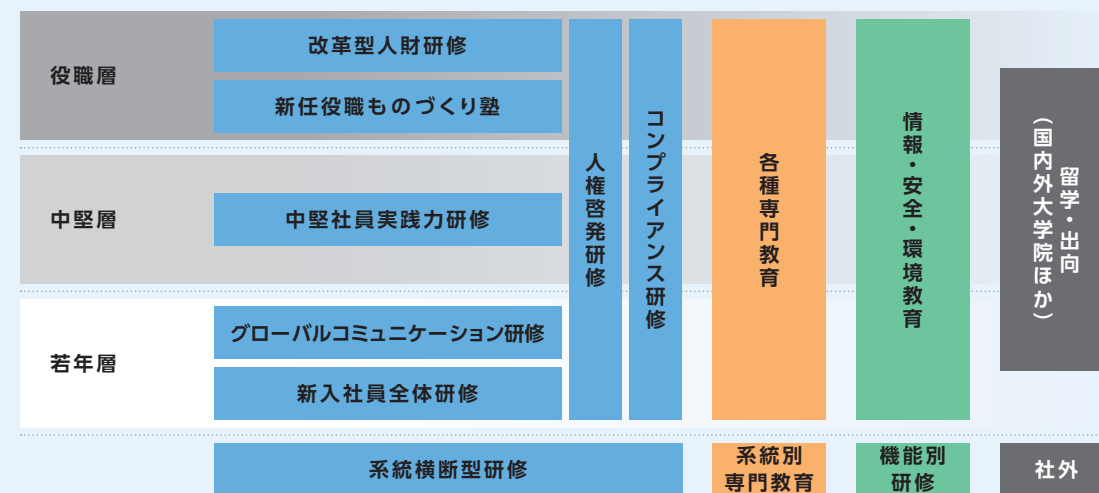 役職層
改革型人財研修
新任役職ものづくり塾
中堅層
中堅社員実践力研修
若年層
グローバルコミュニケーション研修
新入社員全体研修
人権啓発研修
コンプライアンス研修
各種専門教育
情報・安全・環境教育
留学・出向
（国内外大学院ほか）
系統横断型研修
系統別
専門教育
機能別
研修
社外